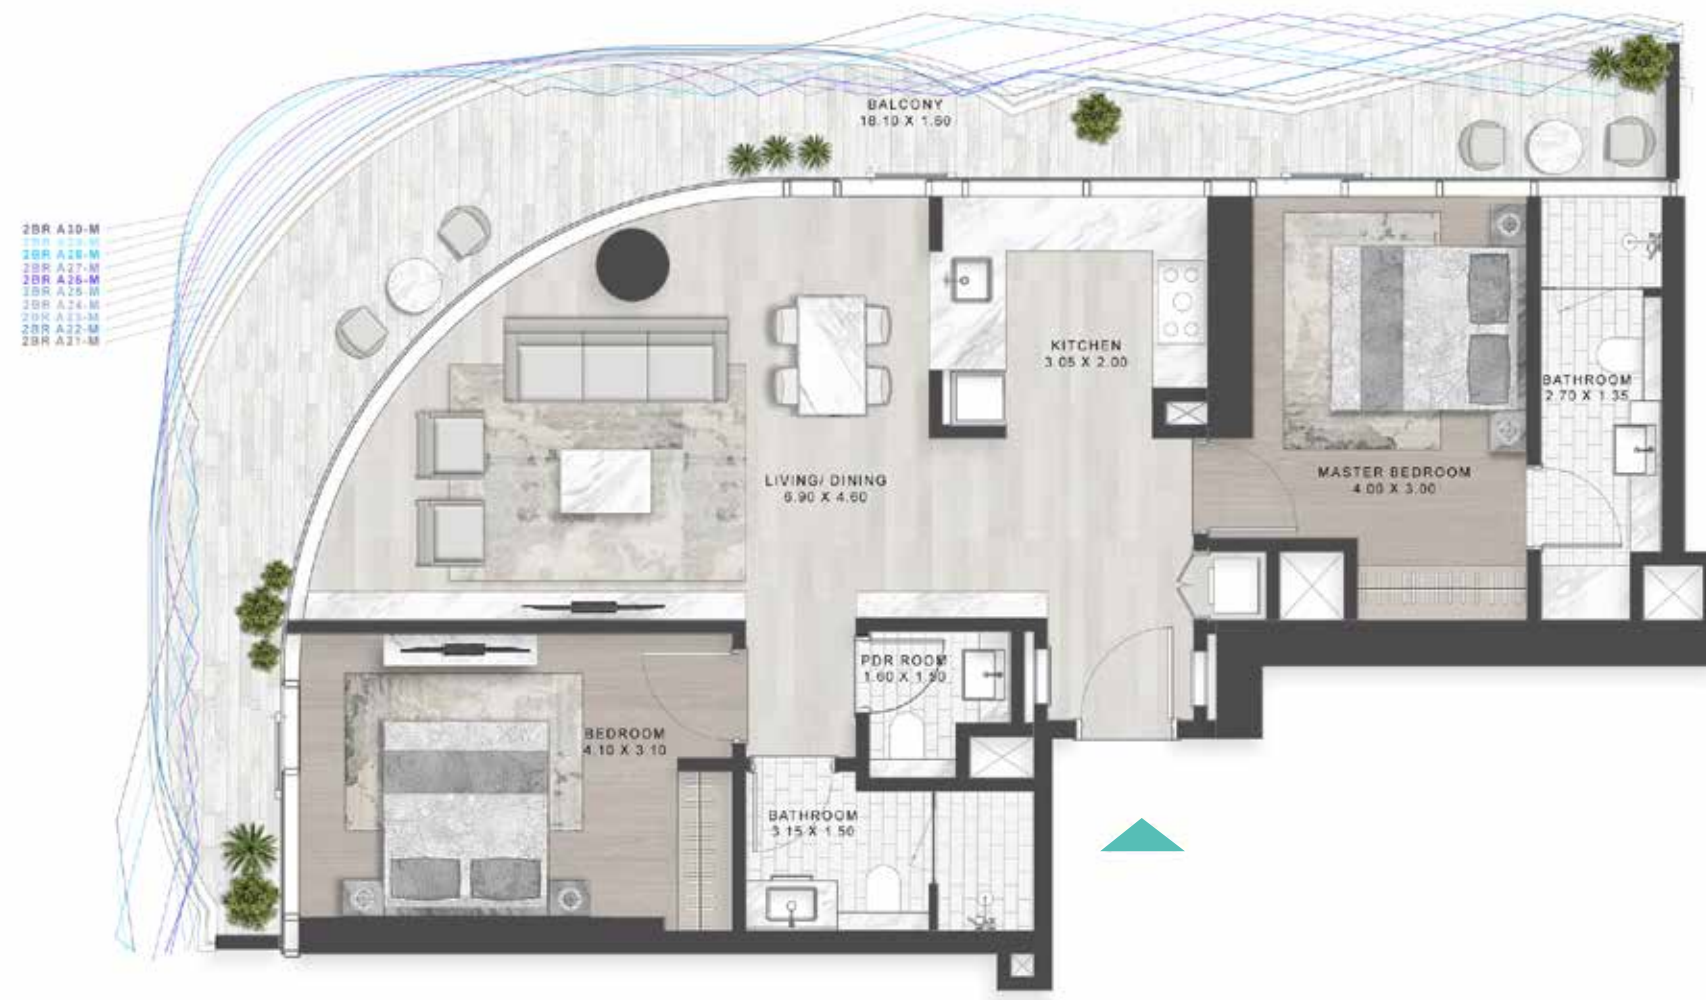 BALCONY
18.10 X 1.60
2BR A30-M
2BR A29-M
2BR A28-M
2BR A27-M
2BR A26-M
2BR A25-M
2BR A24-M
2BR A23-M
2BR A22-M
2BR A21-M
KITCHEN
3.05 X 2.00
BATHROOM
2.70 X 1.35
LIVING/ DINING
6.90 X 4.60
MASTER BEDROOM
4.00 X 3.00
PDR ROOM
1.60 X 1.50
BEDROOM
4.10 X 3.10
BATHROOM
3.15 X 1.50